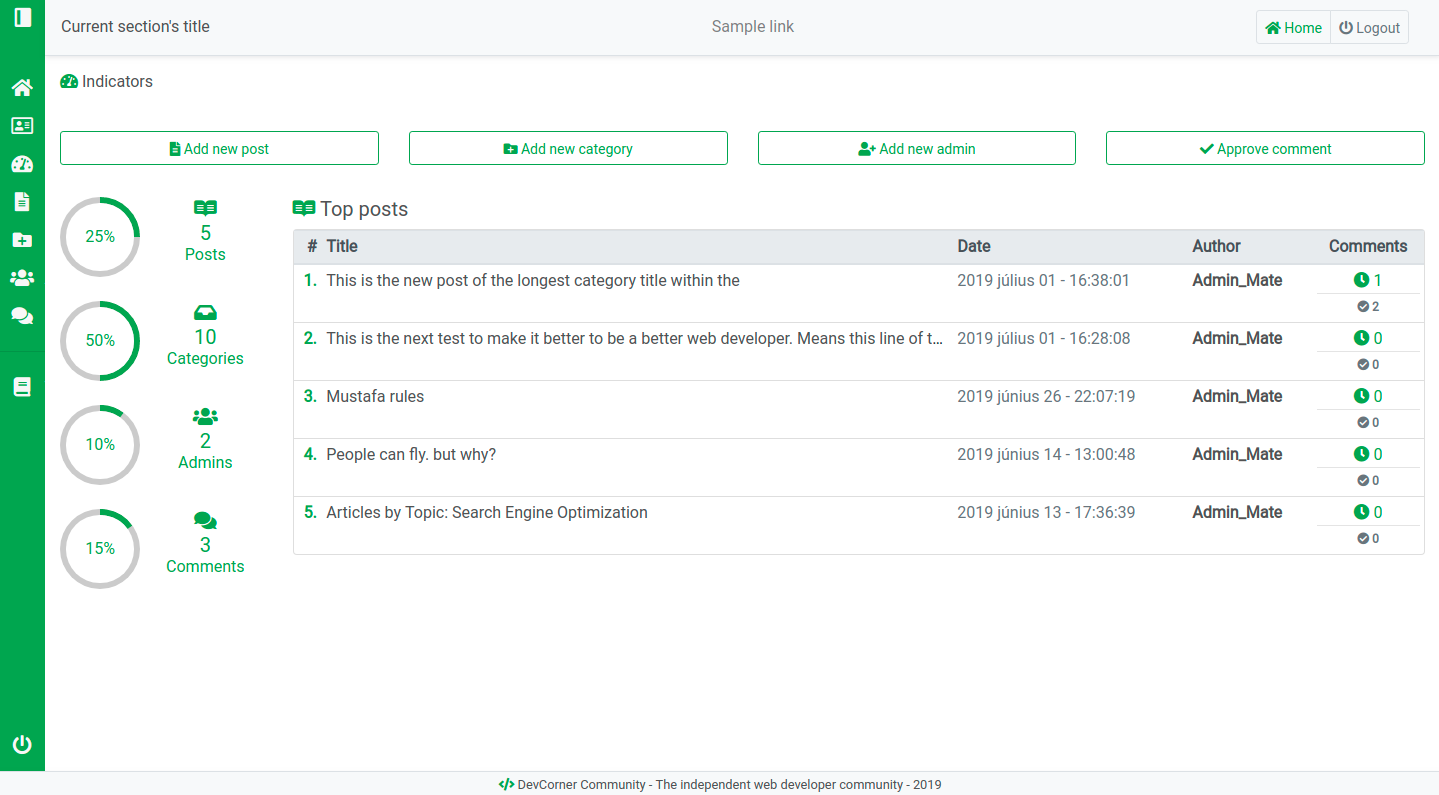 Current section's title Sample link Home Logout
Indicators
Add new post Add new category Add new admin Approve comment
25%
5
Posts
50%
10
Categories
10%
2
Admins
15%
3
Comments
Top posts
# Title Date Author Comments
1. This is the new post of the longest category title within the 2019 július 01 - 16:38:01 Admin_Mate 1
2
2. This is the next test to make it better to be a better web developer. Means this line of t... 2019 július 01 - 16:28:08 Admin_Mate 0
0
3. Mustafa rules 2019 június 26 - 22:07:19 Admin_Mate 0
0
4. People can fly. but why? 2019 június 14 - 13:00:48 Admin_Mate 0
0
5. Articles by Topic: Search Engine Optimization 2019 június 13 - 17:36:39 Admin_Mate 0
0
DevCorner Community - The independent web developer community - 2019